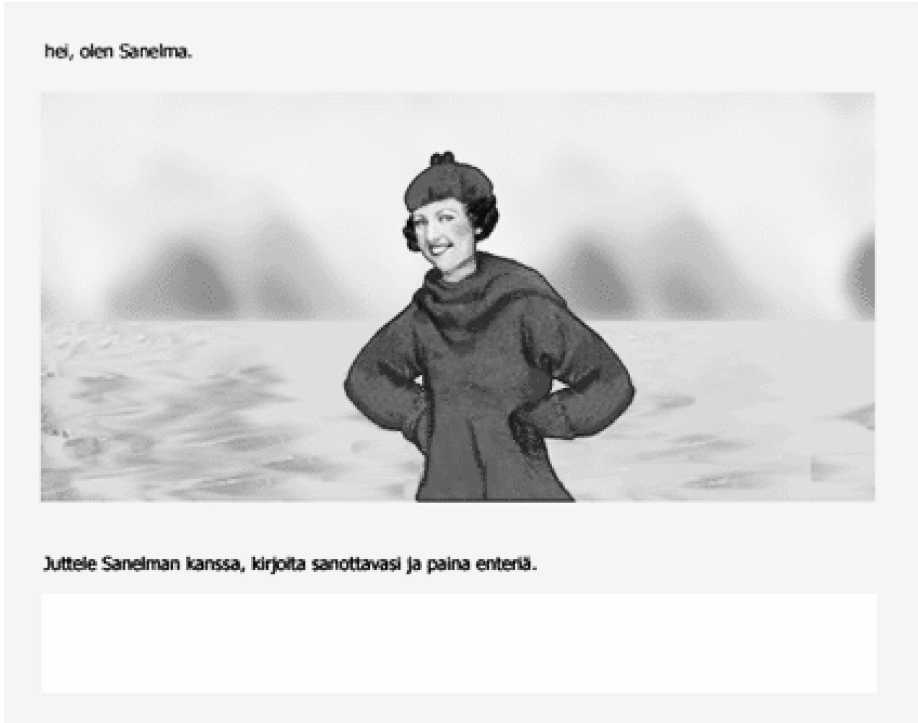 hei, olen Sanelma.
Juttele Sanelman kanssa, kirjoita sanottavasi ja paina enteriä.